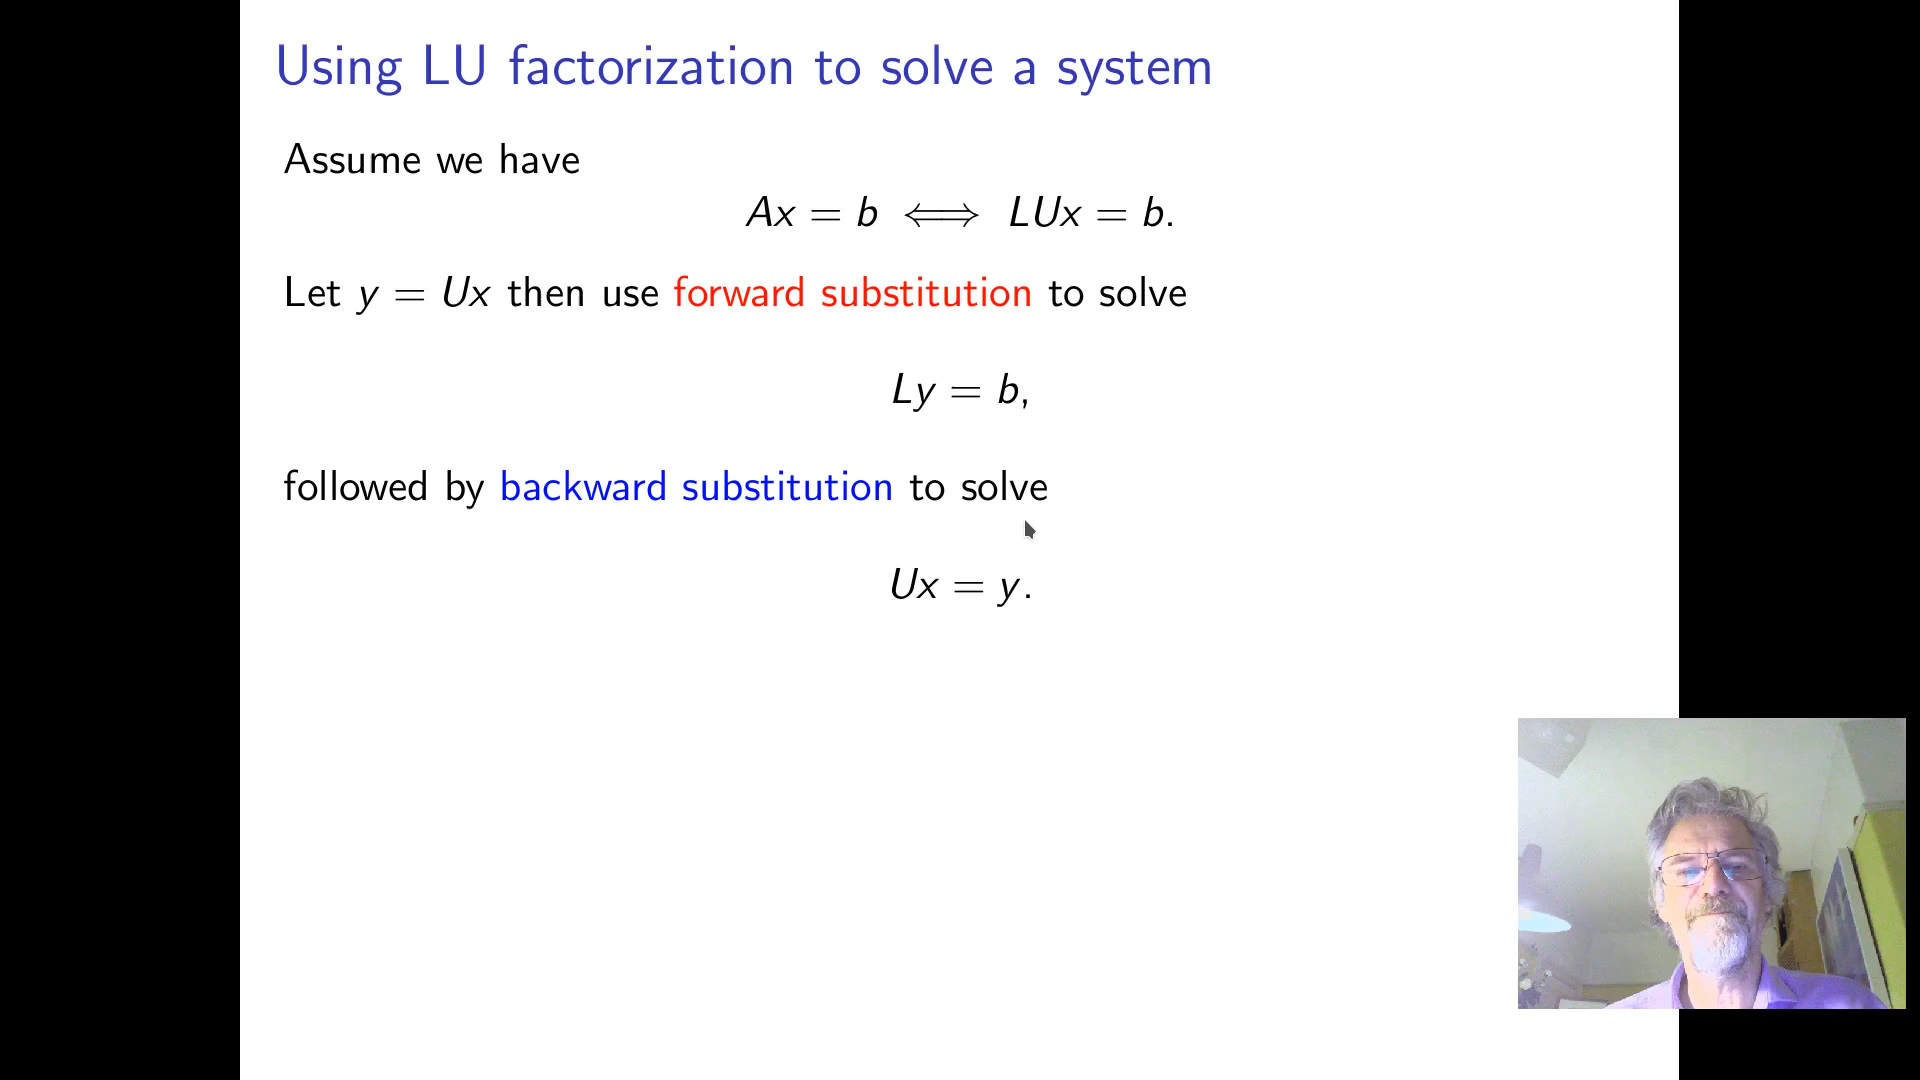 Using LU factorization to solve a system
Assume we have
Ax = b ⟺ LUx = b.
Let y = Ux then use forward substitution to solve
Ly = b,
followed by backward substitution to solve
Ux = y.